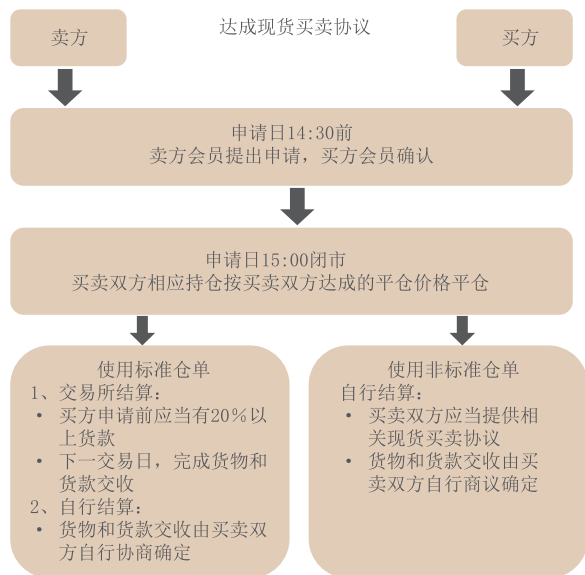 卖方
达成现货买卖协议
买方
申请日14:30前
卖方会员提出申请，买方会员确认
申请日15:00闭市
买卖双方相应持仓按买卖双方达成的平仓价格平仓
使用标准仓单
1、交易所结算：
• 买方申请前应当有20%以
上货款
• 下一交易日，完成货物和
货款交收
2、自行结算：
• 货物和货款交收由买卖双
方自行协商确定
使用非标准仓单
自行结算：
• 买卖双方应当提供相
关现货买卖协议
• 货物和货款交收由买
卖双方自行商议确定